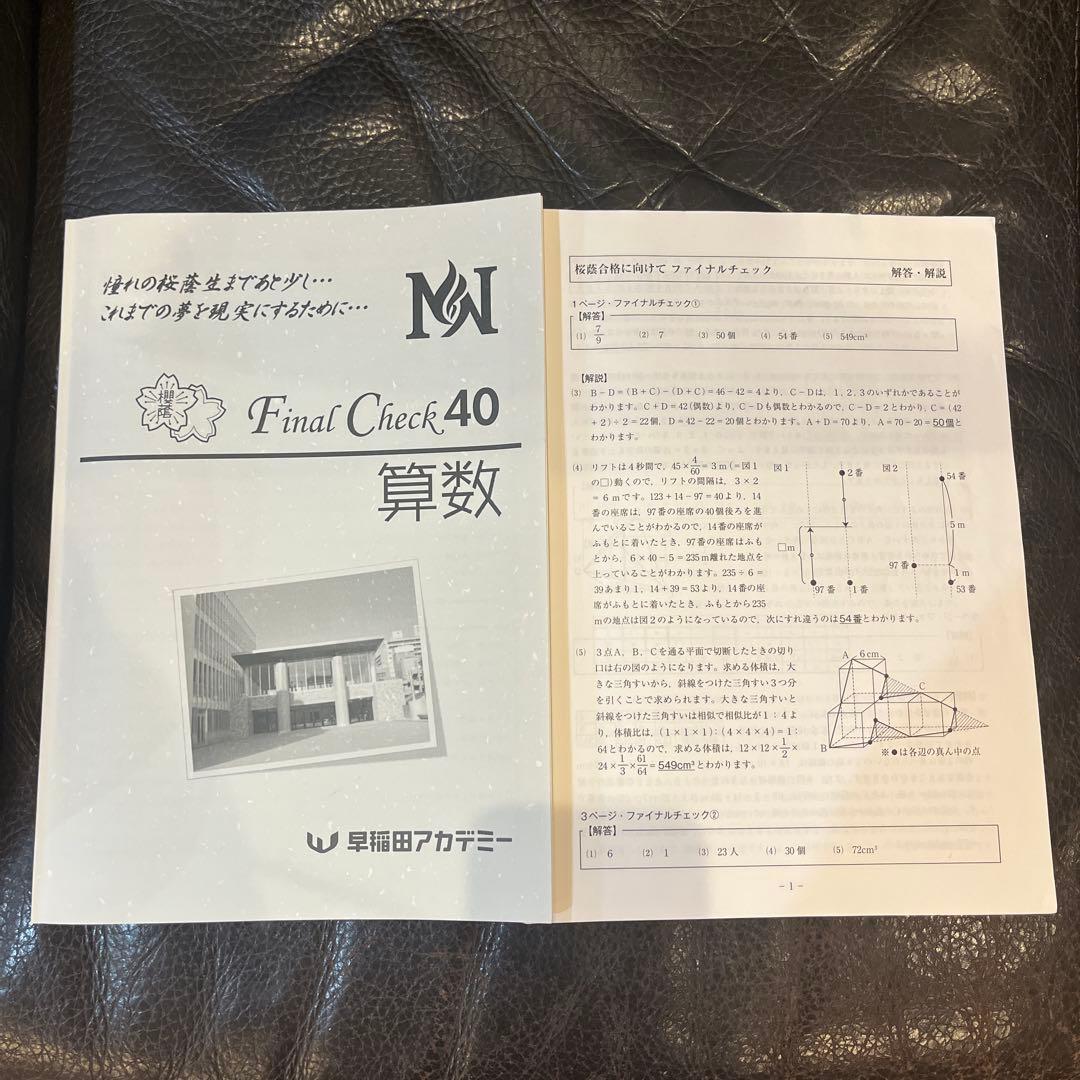 憧れの桜蔭生まであと少し…
これまでの夢を現実にするために…
NN
櫻蔭
Final Check 40
算数
早稲田アカデミー
桜蔭合格に向けて ファイナルチェック 解答・解説
1ページ・ファイナルチェック①
【解答】
(1) 7/9 (2) 7 (3) 50個 (4) 54番 (5) 549cm³
【解説】
(3) B－D＝(B＋C)－(D＋C)＝46－42＝4より，C－Dは，1，2，3のいずれかであることが
わかります。C＋D＝42(偶数)より，C－Dも偶数とわかるので，C－D＝2とわかり，C＝(42
＋2)÷2＝22個，D＝42－22＝20個とわかります。A＋D＝70より，A＝70－20＝50個と
わかります。
(4) リフトは4秒間で，45×4/60＝3m(＝図1
の□)動くので，リフトの間隔は，3×2
＝6mです。123＋14－97＝40より，14
番の座席は，97番の座席の40個後ろを進
んでいることがわかるので，14番の座席が
ふもとに着いたとき，97番の座席はふも
とから，6×40－5＝235m離れた地点を
上っていることがわかります。235÷6＝
39あまり1，14＋39＝53より，14番の座
席がふもとに着いたとき，ふもとから235
mの地点は図2のようになっているので，次にすれ違うのは54番とわかります。
図1
2番
□m
97番
1番
図2
54番
5m
97番
1m
53番
(5) 3点A，B，Cを通る平面で切断したときの切り
口は右の図のようになります。求める体積は，大
きな三角すいから，斜線をつけた三角すい3つ分
を引くことで求められます。大きな三角すいと
斜線をつけた三角すいは相似で相似比が1：4よ
り，体積比は，(1×1×1)：(4×4×4)＝1：
64とわかるので，求める体積は，12×12×1/2×
24×1/3×61/64＝549cm³とわかります。
A
6cm
C
B
※●は各辺の真ん中の点
3ページ・ファイナルチェック②
【解答】
(1) 6 (2) 1 (3) 23人 (4) 30個 (5) 72cm²
－1－